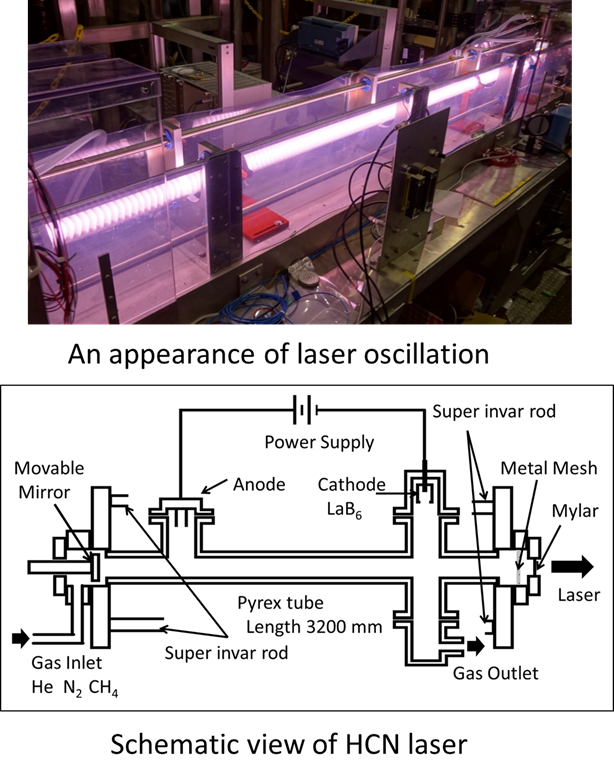 An appearance of laser oscillation
Super invar rod
Power Supply
Movable
Mirror
Anode
Cathode
LaB6
Metal Mesh
Mylar
Laser
Pyrex tube
Length 3200 mm
Super invar rod
Gas Inlet
He N2 CH4
Gas Outlet
Schematic view of HCN laser